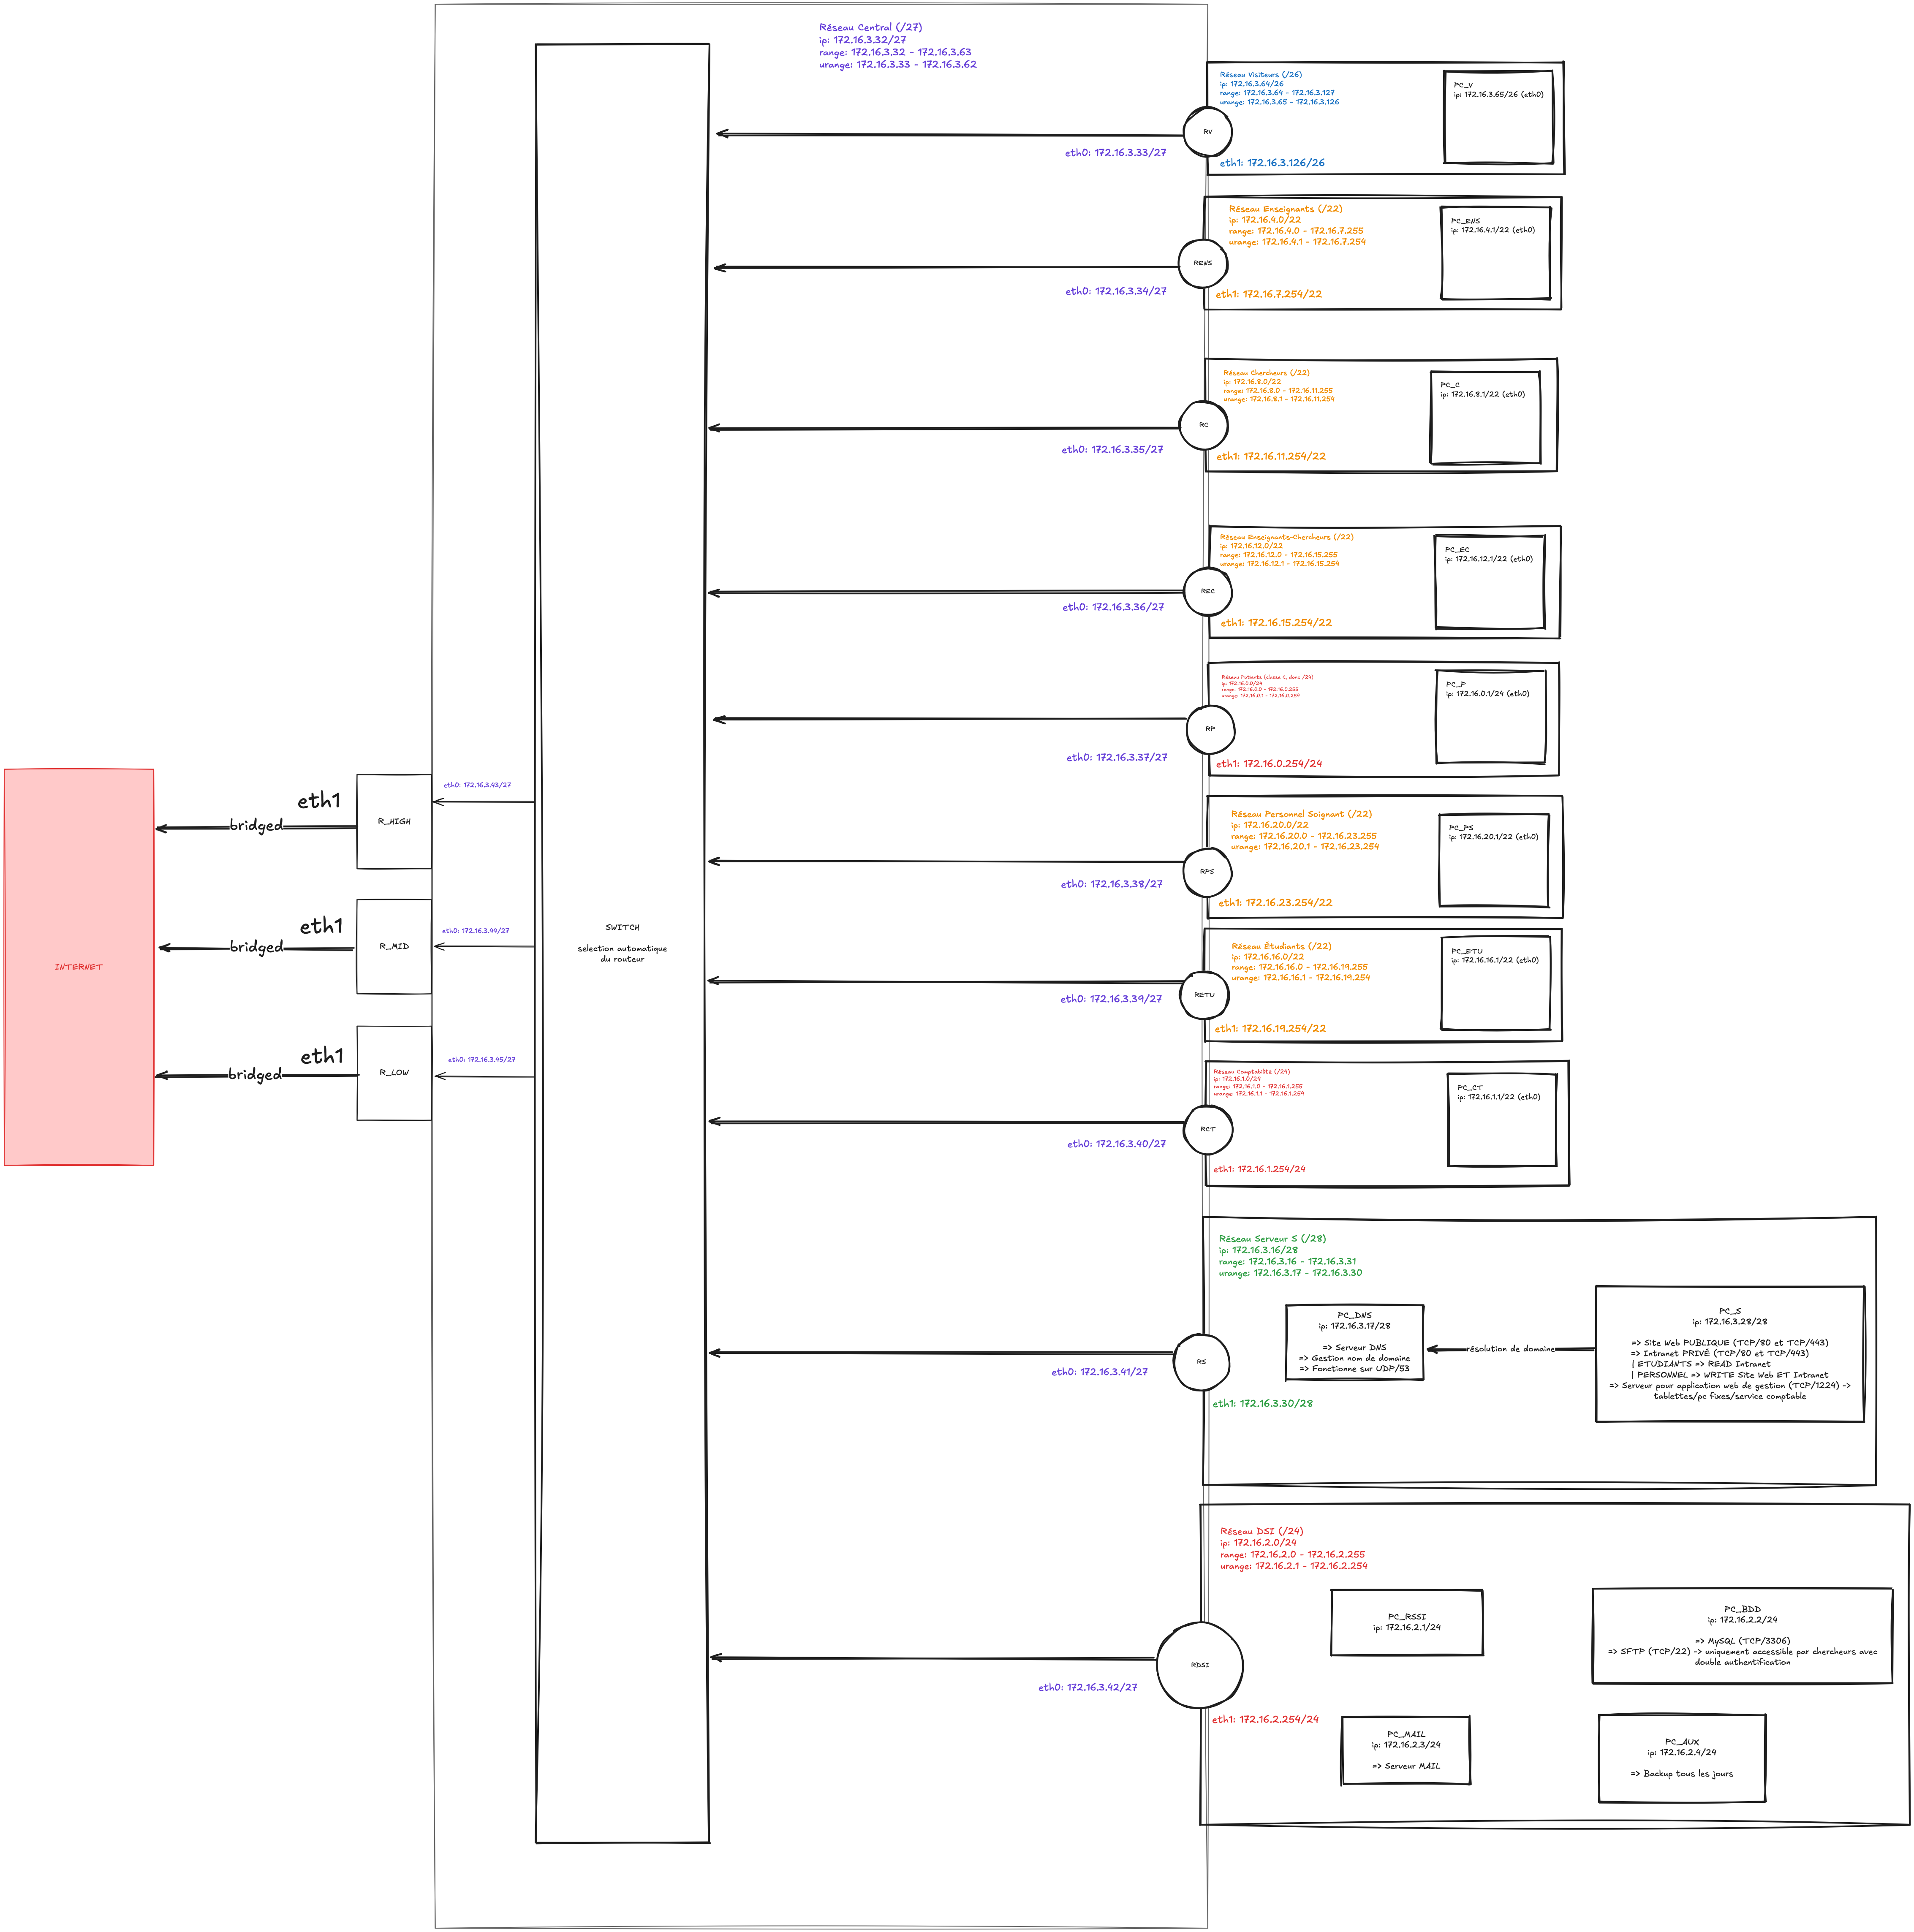 Réseau Central (/27)
ip: 172.16.3.32/27
range: 172.16.3.32 - 172.16.3.63
urange: 172.16.3.33 - 172.16.3.62
Réseau Visiteurs (/26)
ip: 172.16.3.64/26
range: 172.16.3.64 - 172.16.3.127
urange: 172.16.3.65 - 172.16.3.126
PC_V
ip: 172.16.3.65/26 (eth0)
RV
eth0: 172.16.3.33/27
eth1: 172.16.3.126/26
Réseau Enseignants (/22)
ip: 172.16.4.0/22
range: 172.16.4.0 - 172.16.7.255
urange: 172.16.4.1 - 172.16.7.254
PC_ENS
ip: 172.16.4.1/22 (eth0)
RENS
eth0: 172.16.3.34/27
eth1: 172.16.7.254/22
Réseau Chercheurs (/22)
ip: 172.16.8.0/22
range: 172.16.8.0 - 172.16.11.255
urange: 172.16.8.1 - 172.16.11.254
PC_C
ip: 172.16.8.1/22 (eth0)
RC
eth0: 172.16.3.35/27
eth1: 172.16.11.254/22
Réseau Enseignants-Chercheurs (/22)
ip: 172.16.12.0/22
range: 172.16.12.0 - 172.16.15.255
urange: 172.16.12.1 - 172.16.15.254
PC_EC
ip: 172.16.12.1/22 (eth0)
REC
eth0: 172.16.3.36/27
eth1: 172.16.15.254/22
Réseau Patients (classe C, donc /24)
ip: 172.16.0.0/24
range: 172.16.0.0 - 172.16.0.255
urange: 172.16.0.1 - 172.16.0.254
PC_P
ip: 172.16.0.1/24 (eth0)
RP
eth0: 172.16.3.37/27
eth1: 172.16.0.254/24
INTERNET
eth1
bridged
R_HIGH
eth0: 172.16.3.43/27
eth1
bridged
R_MID
eth0: 172.16.3.44/27
eth1
bridged
R_LOW
eth0: 172.16.3.45/27
SWITCH
selection automatique
du routeur
Réseau Personnel Soignant (/22)
ip: 172.16.20.0/22
range: 172.16.20.0 - 172.16.23.255
urange: 172.16.20.1 - 172.16.23.254
PC_PS
ip: 172.16.20.1/22 (eth0)
RPS
eth0: 172.16.3.38/27
eth1: 172.16.23.254/22
Réseau Étudiants (/22)
ip: 172.16.16.0/22
range: 172.16.16.0 - 172.16.19.255
urange: 172.16.16.1 - 172.16.19.254
PC_ETU
ip: 172.16.16.1/22 (eth0)
RETU
eth0: 172.16.3.39/27
eth1: 172.16.19.254/22
Réseau Comptabilité (/24)
ip: 172.16.1.0/24
range: 172.16.1.0 - 172.16.1.255
urange: 172.16.1.1 - 172.16.1.254
PC_CT
ip: 172.16.1.1/22 (eth0)
RCT
eth0: 172.16.3.40/27
eth1: 172.16.1.254/24
Réseau Serveur S (/28)
ip: 172.16.3.16/28
range: 172.16.3.16 - 172.16.3.31
urange: 172.16.3.17 - 172.16.3.30
PC_DNS
ip: 172.16.3.17/28
=> Serveur DNS
=> Gestion nom de domaine
=> Fonctionne sur UDP/53
résolution de domaine
PC_S
ip: 172.16.3.28/28
=> Site Web PUBLIQUE (TCP/80 et TCP/443)
=> Intranet PRIVÉ (TCP/80 et TCP/443)
| ETUDIANTS => READ Intranet
| PERSONNEL => WRITE Site Web ET Intranet
=> Serveur pour application web de gestion (TCP/1224) ->
tablettes/pc fixes/service comptable
RS
eth0: 172.16.3.41/27
eth1: 172.16.3.30/28
Réseau DSI (/24)
ip: 172.16.2.0/24
range: 172.16.2.0 - 172.16.2.255
urange: 172.16.2.1 - 172.16.2.254
PC_RSSI
ip: 172.16.2.1/24
PC_BDD
ip: 172.16.2.2/24
=> MySQL (TCP/3306)
=> SFTP (TCP/22) -> uniquement accessible par chercheurs avec
double authentification
RDSI
eth0: 172.16.3.42/27
eth1: 172.16.2.254/24
PC_MAIL
ip: 172.16.2.3/24
=> Serveur MAIL
PC_AUX
ip: 172.16.2.4/24
=> Backup tous les jours